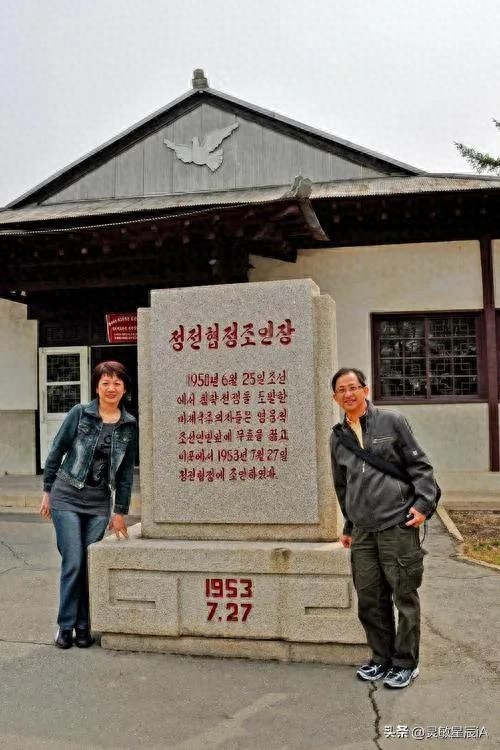 정전협정조인장
1950년 6월 25일 조선
에서 침략전쟁을 도발한
미제국주의자들은 영웅적
조선인민앞에 무릎을 꿇고
이곳에서 1953년 7월 27일
정전협정에 조인하였다.
1953
7.27
头条 @灵敏星辰iA